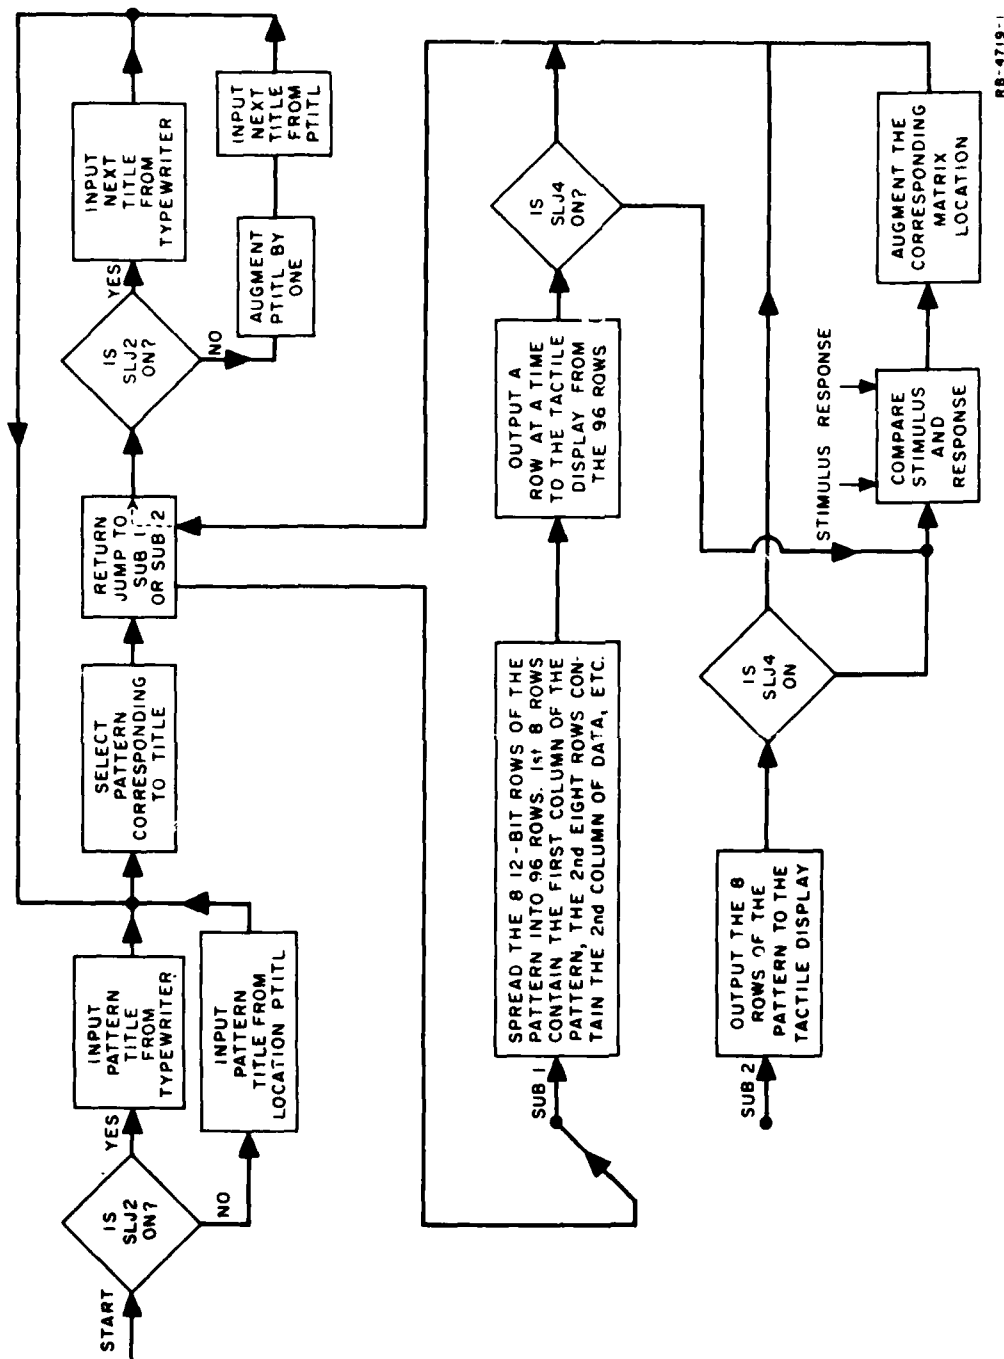 START
IS
SLJ2
ON?
YES
NO
INPUT
PATTERN
TITLE
FROM
TYPEWRITER
INPUT
PATTERN
TITLE FROM
LOCATION PTITL
SELECT
PATTERN
CORRESPONDING
TO TITLE
RETURN
JUMP TO
SUB 1
OR SUB 2
IS
SLJ2
ON?
YES
NO
INPUT
NEXT
TITLE
FROM
TYPEWRITER
AUGMENT
PTITL BY
ONE
INPUT
NEXT
TITLE
FROM
PTITL
SUB 1
SPREAD THE 8 12-BIT ROWS OF THE
PATTERN INTO 96 ROWS. 1st 8 ROWS
CONTAIN THE FIRST COLUMN OF THE
PATTERN, THE 2nd EIGHT ROWS CON-
TAIN THE 2nd COLUMN OF DATA, ETC.
OUTPUT A
ROW AT A TIME
TO THE TACTILE
DISPLAY FROM
THE 96 ROWS
IS
SLJ4
ON?
SUB 2
OUTPUT THE 8
ROWS OF THE
PATTERN TO THE
TACTILE DISPLAY
IS
SLJ4
ON
STIMULUS RESPONSE
COMPARE
STIMULUS
AND
RESPONSE
AUGMENT THE
CORRESPONDING
MATRIX
LOCATION
RB-4719-1